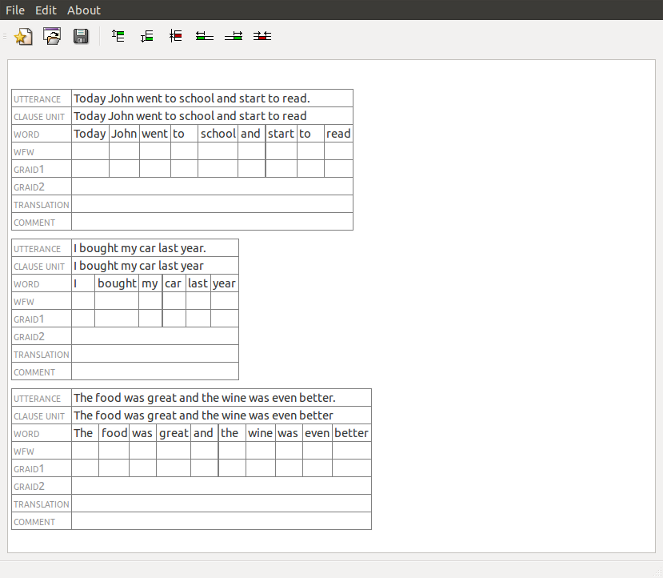 File Edit About
UTTERANCE Today John went to school and start to read.
CLAUSE UNIT Today John went to school and start to read
WORD Today John went to school and start to read
WFW
GRAID1
GRAID2
TRANSLATION
COMMENT
UTTERANCE I bought my car last year.
CLAUSE UNIT I bought my car last year
WORD I bought my car last year
WFW
GRAID1
GRAID2
TRANSLATION
COMMENT
UTTERANCE The food was great and the wine was even better.
CLAUSE UNIT The food was great and the wine was even better
WORD The food was great and the wine was even better
WFW
GRAID1
GRAID2
TRANSLATION
COMMENT